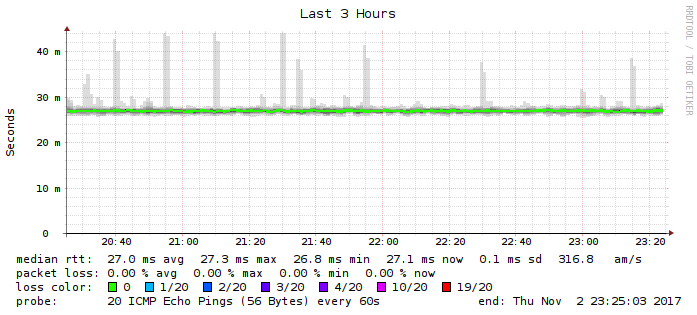 Last 3 Hours
RRDTOOL / TOBI OETIKER
Seconds
40 m
30 m
20 m
10 m
0
20:40 21:00 21:20 21:40 22:00 22:20 22:40 23:00 23:20
median rtt: 27.0 ms avg 27.3 ms max 26.8 ms min 27.1 ms now 0.1 ms sd 316.8 am/s
packet loss: 0.00 % avg 0.00 % max 0.00 % min 0.00 % now
loss color: 0 1/20 2/20 3/20 4/20 10/20 19/20
probe: 20 ICMP Echo Pings (56 Bytes) every 60s end: Thu Nov 2 23:25:03 2017